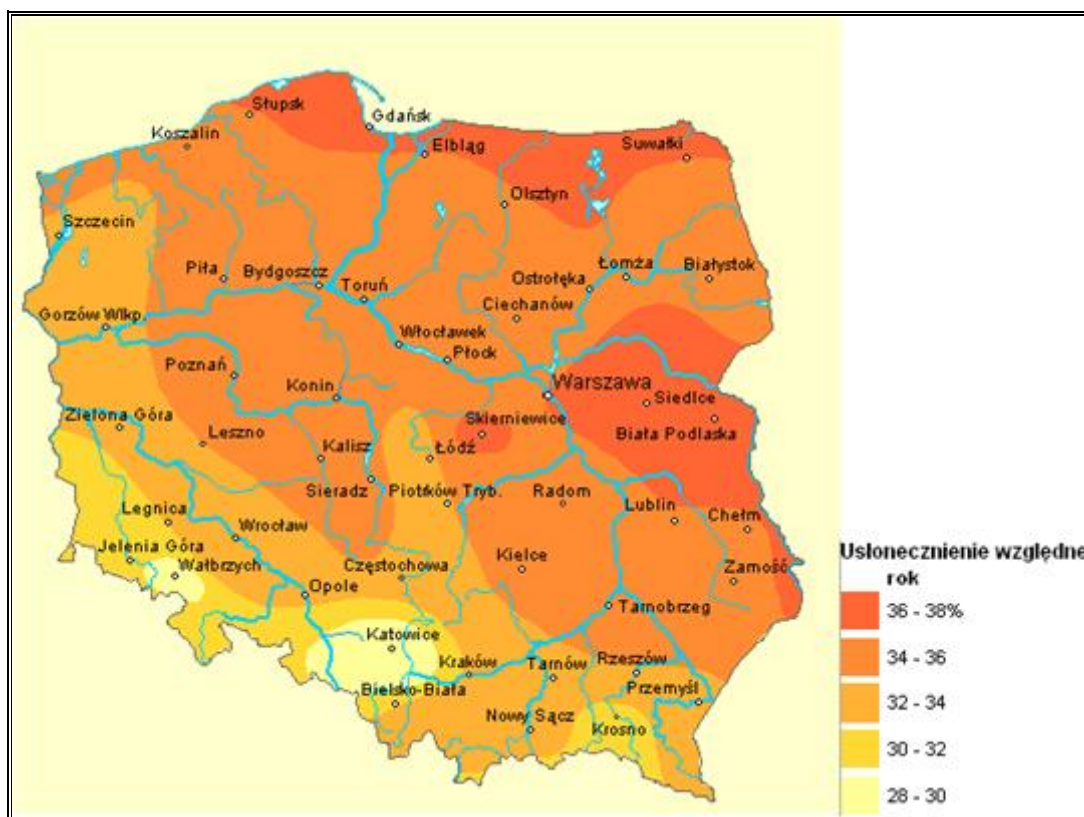 Słupsk
Gdańsk
Koszalin
Elbląg
Suwałki
Olsztyn
Szczecin
Piła
Bydgoszcz
Toruń
Ostrołęka
Łomża
Białystok
Ciechanów
Gorzów Wlkp.
Włocławek
Płock
Poznań
Konin
Warszawa
Siedlce
Skierniewice
Biała Podlaska
Zielona Góra
Leszno
Kalisz
Łódź
Sieradz
Piotrków Tryb.
Radom
Lublin
Chełm
Legnica
Wrocław
Jelenia Góra
Wałbrzych
Częstochowa
Kielce
Zamość
Opole
Tarnobrzeg
Katowice
Kraków
Tarnów
Rzeszów
Przemyśl
Bielsko-Biała
Nowy Sącz
Krosno
Usłonecznienie względne
rok
36 - 38%
34 - 36
32 - 34
30 - 32
28 - 30